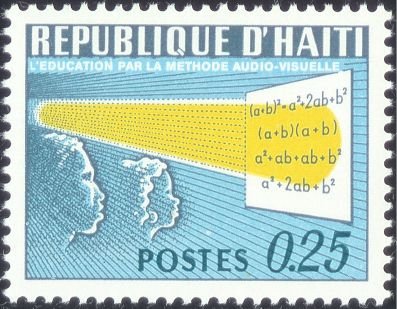 REPUBLIQUE D'HAITI
L'EDUCATION PAR LA METHODE AUDIO-VISUELLE
(a+b)²=a²+2ab+b²
(a+b)(a+b)
a²+ab+ab+b²
a²+2ab+b²
POSTES 0.25